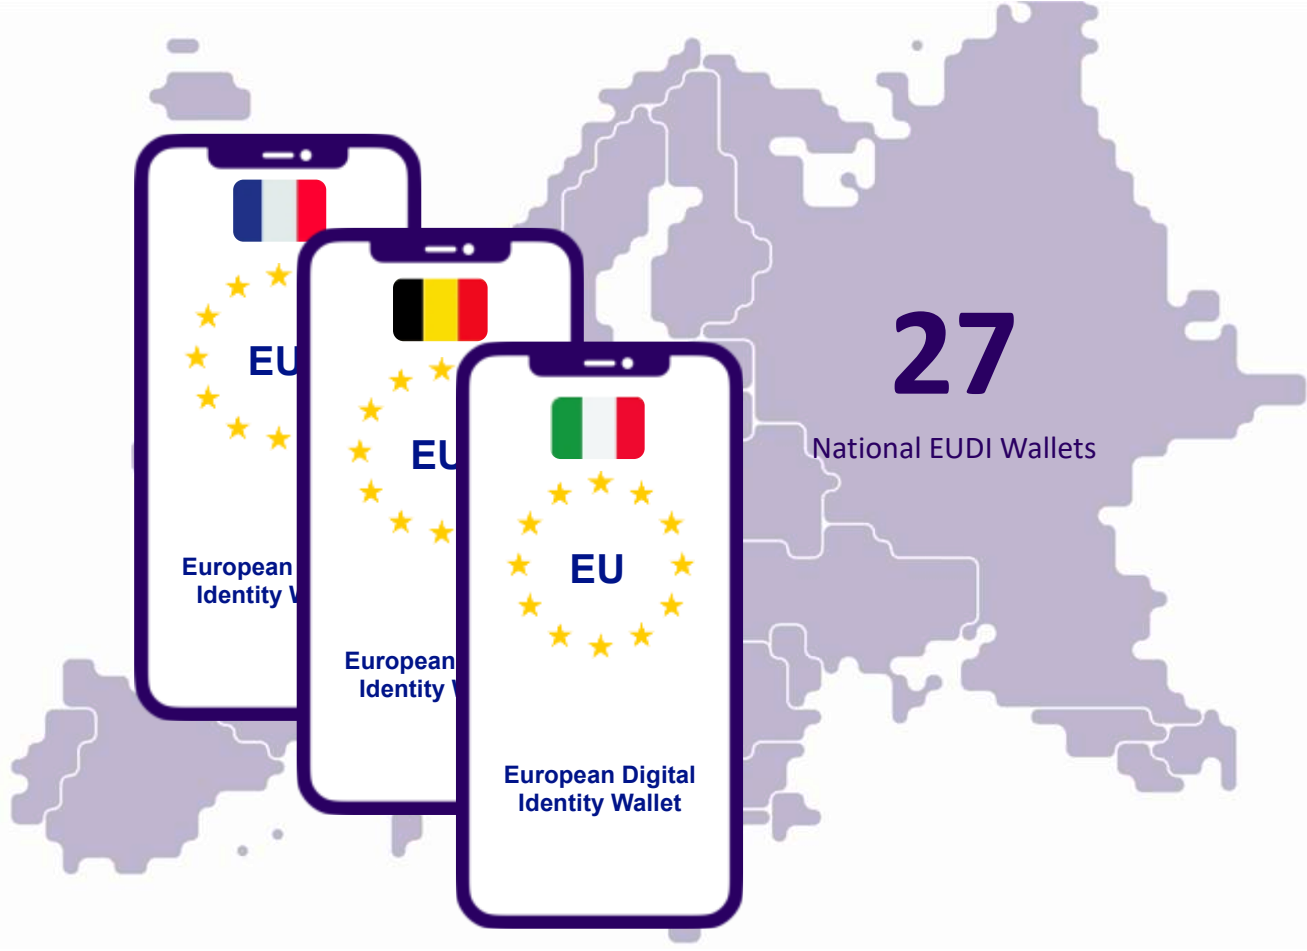 EU
European
Identity
EU
European
Identity
EU
European Digital
Identity Wallet
27
National EUDI Wallets